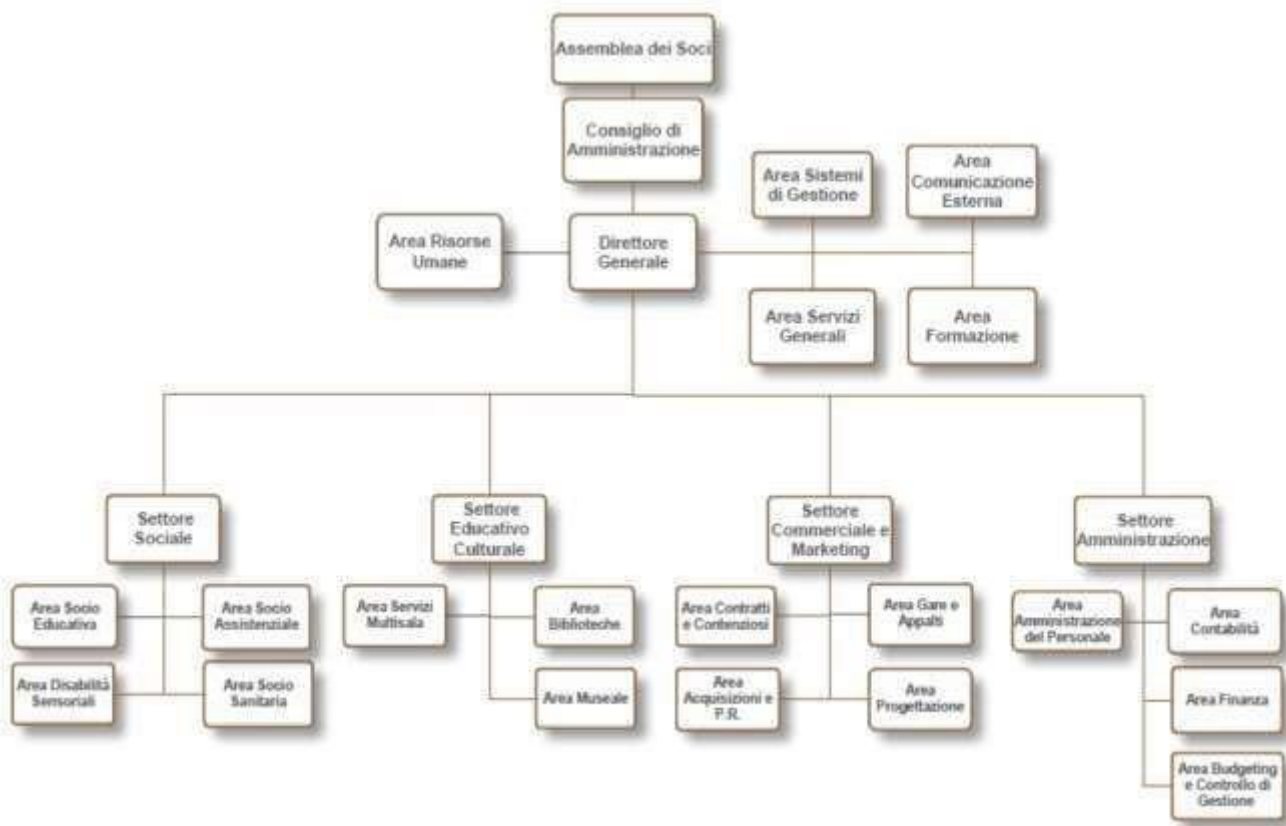 Assemblea dei Soci
Consiglio di
Amministrazione
Area Sistemi
di Gestione
Area
Comunicazione
Esterna
Area Risorse
Umane
Direttore
Generale
Area Servizi
Generali
Area
Formazione
Settore
Sociale
Settore
Educativo
Culturale
Settore
Commerciale e
Marketing
Settore
Amministrazione
Area Socio
Educativa
Area Socio
Assistenziale
Area Disabilità
Sensoriali
Area Socio
Sanitaria
Area Servizi
Multisala
Area
Biblioteche
Area Museale
Area Contratti
e Contenziosi
Area Gare e
Appalti
Area
Acquisizioni e
P.R.
Area
Progettazione
Area
Amministrazione
del Personale
Area
Contabilità
Area Finanza
Area Budgeting
e Controllo di
Gestione